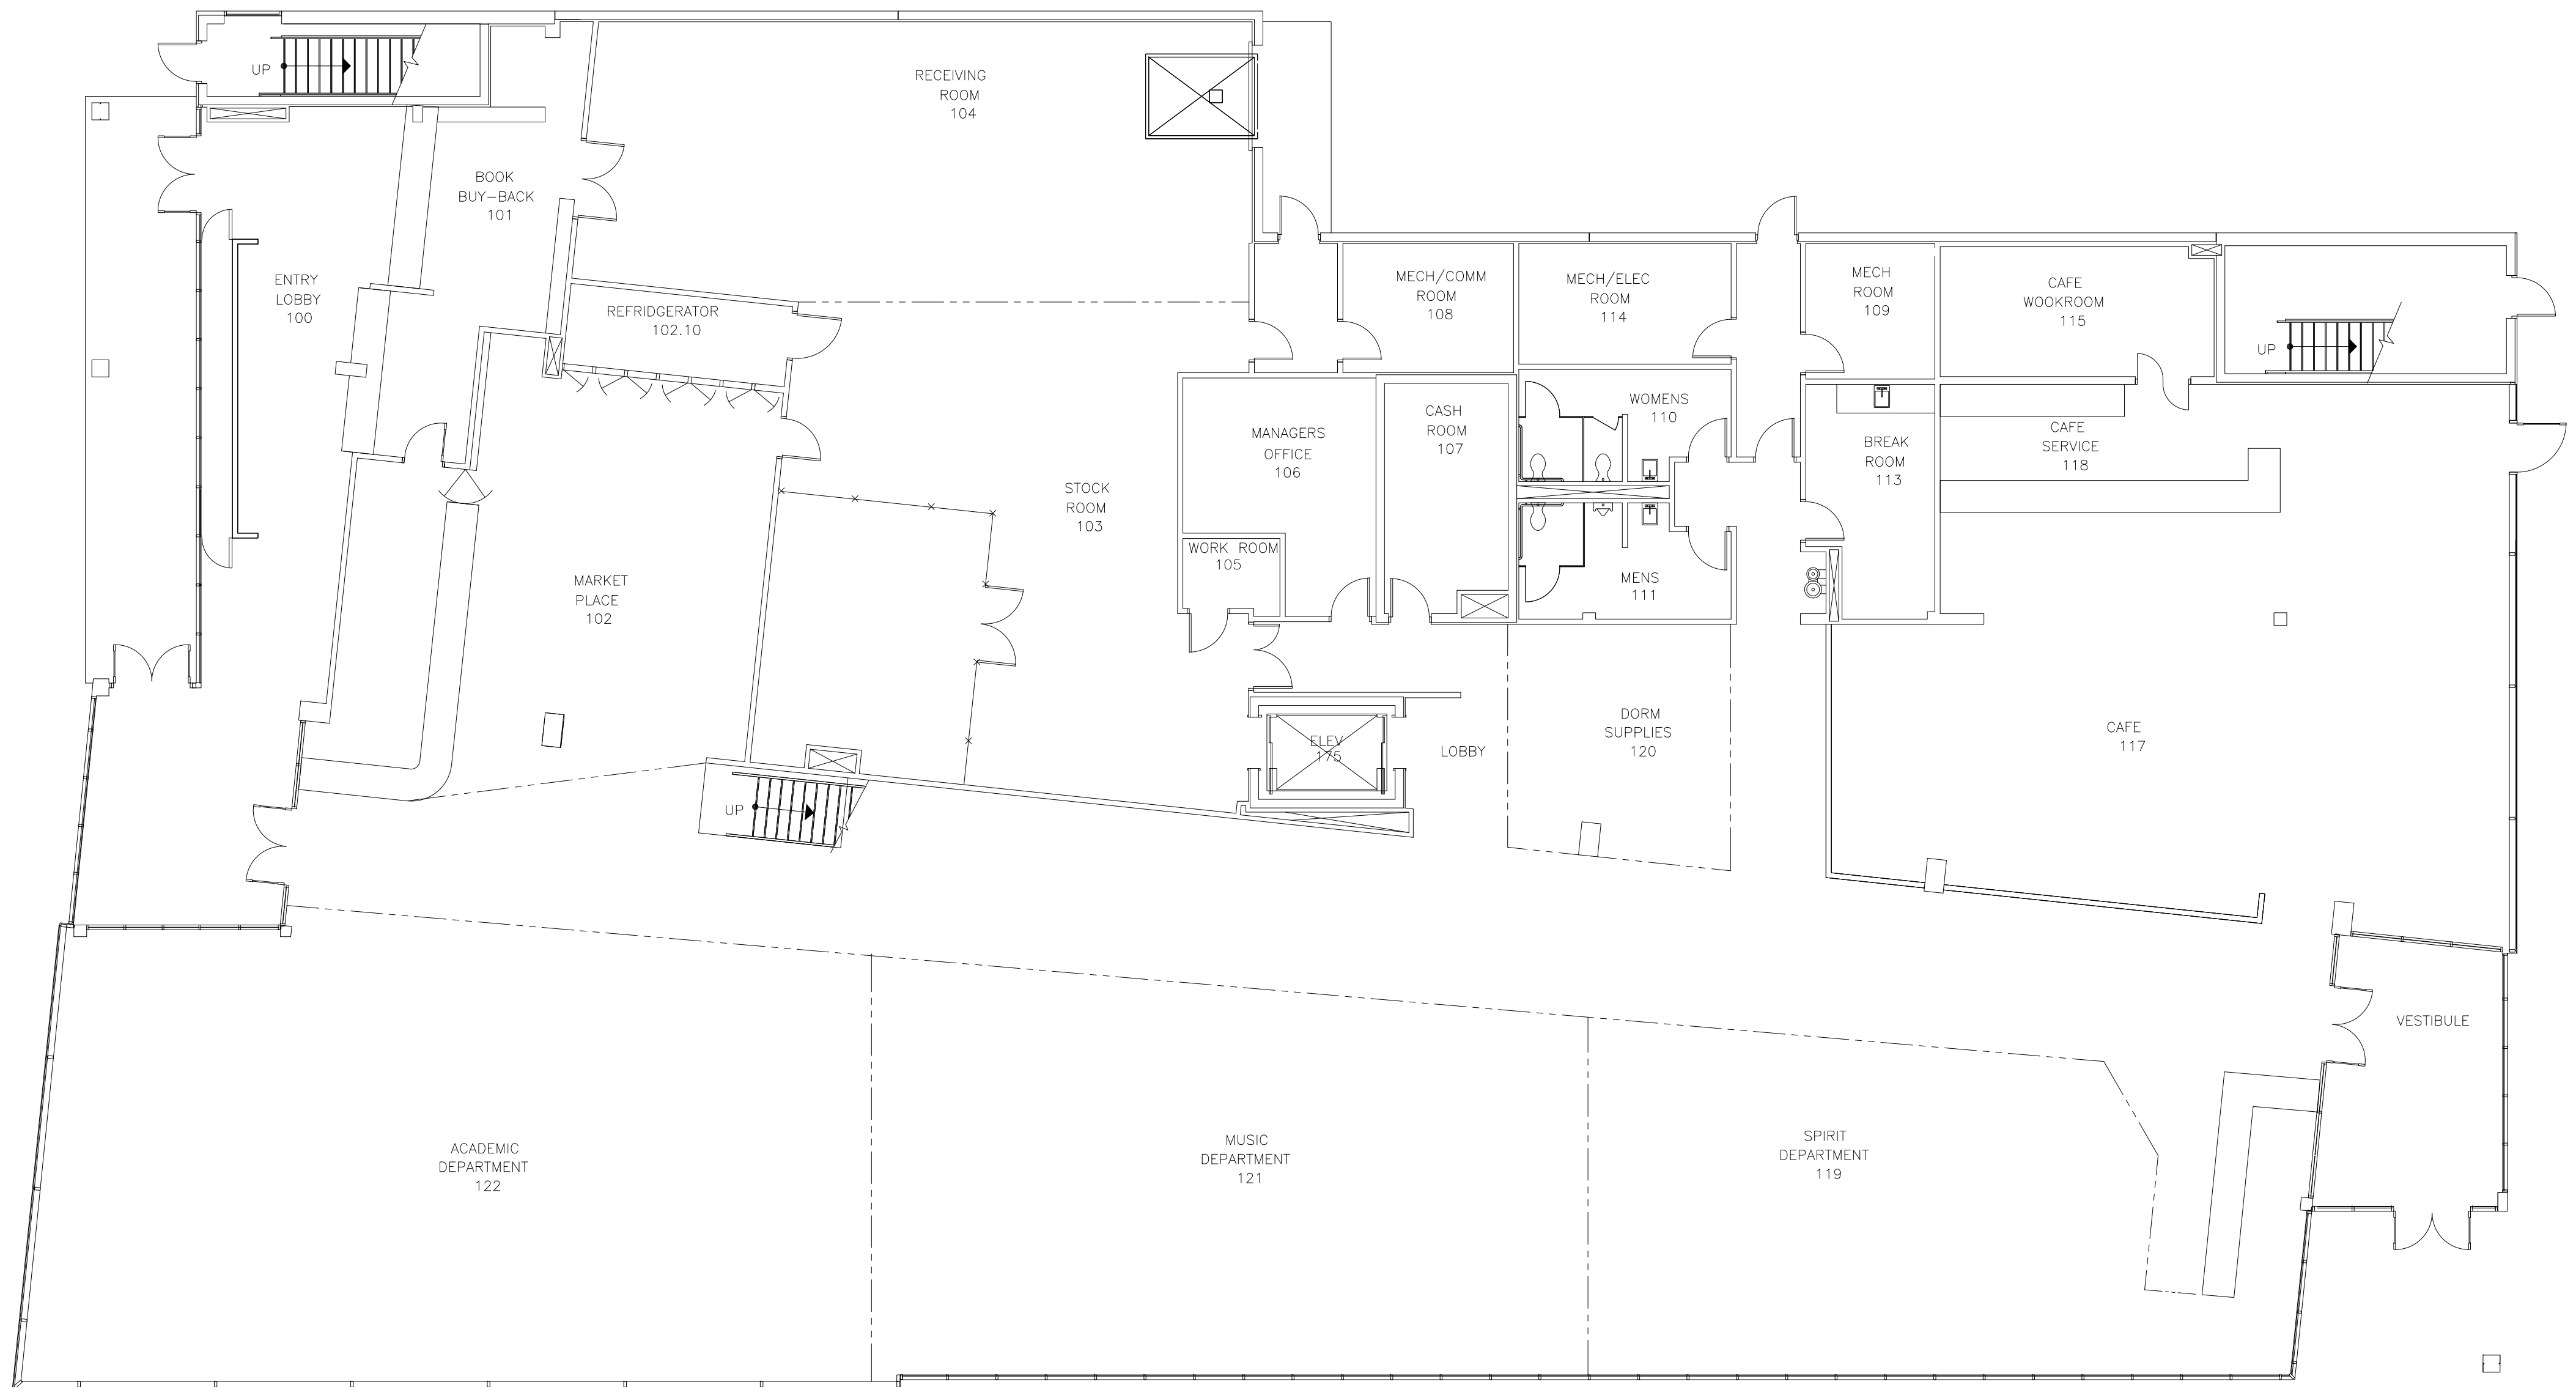 UP
RECEIVING
ROOM
104
BOOK
BUY-BACK
101
ENTRY
LOBBY
100
REFRIDGERATOR
102.10
MECH/COMM
ROOM
108
MECH/ELEC
ROOM
114
MECH
ROOM
109
CAFE
WOOKROOM
115
UP
MANAGERS
OFFICE
106
CASH
ROOM
107
WOMENS
110
BREAK
ROOM
113
CAFE
SERVICE
118
STOCK
ROOM
103
WORK ROOM
105
MENS
111
MARKET
PLACE
102
ELEV
175
LOBBY
DORM
SUPPLIES
120
CAFE
117
UP
VESTIBULE
ACADEMIC
DEPARTMENT
122
MUSIC
DEPARTMENT
121
SPIRIT
DEPARTMENT
119